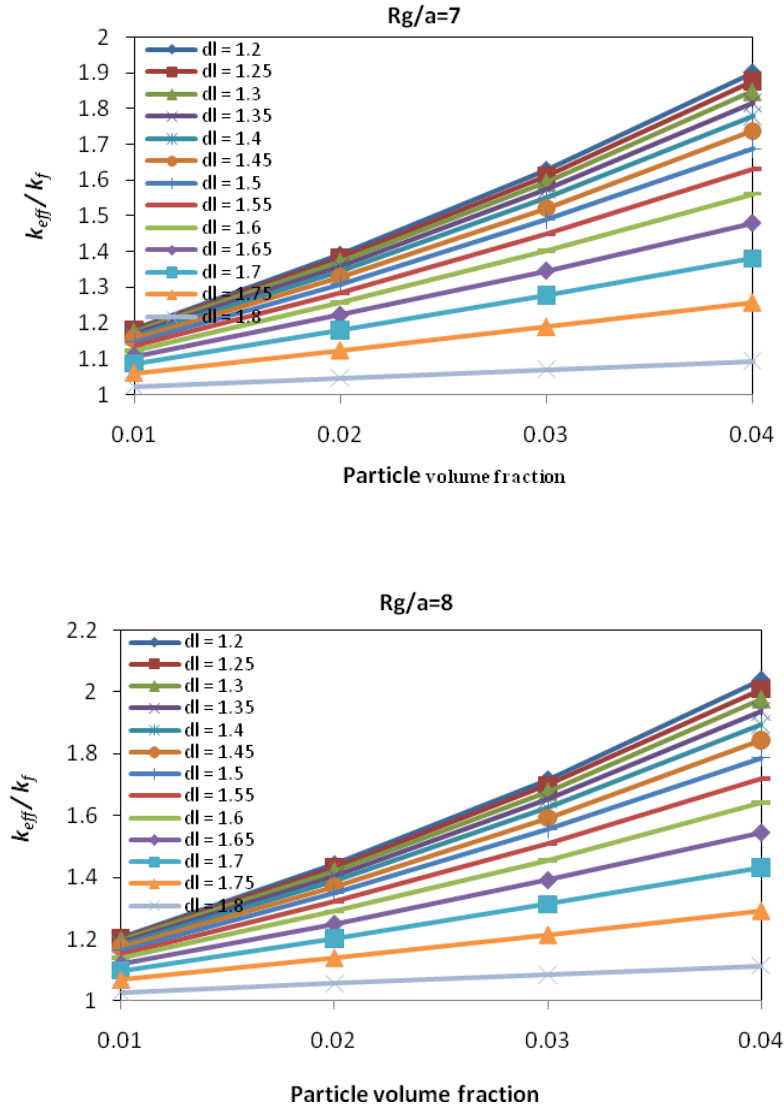 Rg/a=7
2
1.9
1.8
1.7
1.6
1.5
1.4
1.3
1.2
1.1
1
k_eff / k_f
dl = 1.2
dl = 1.25
dl = 1.3
dl = 1.35
dl = 1.4
dl = 1.45
dl = 1.5
dl = 1.55
dl = 1.6
dl = 1.65
dl = 1.7
dl = 1.75
dl = 1.8
0.01 0.02 0.03 0.04
Particle volume fraction
Rg/a=8
2.2
2
1.8
1.6
1.4
1.2
1
k_eff / k_f
dl = 1.2
dl = 1.25
dl = 1.3
dl = 1.35
dl = 1.4
dl = 1.45
dl = 1.5
dl = 1.55
dl = 1.6
dl = 1.65
dl = 1.7
dl = 1.75
dl = 1.8
0.01 0.02 0.03 0.04
Particle volume fraction